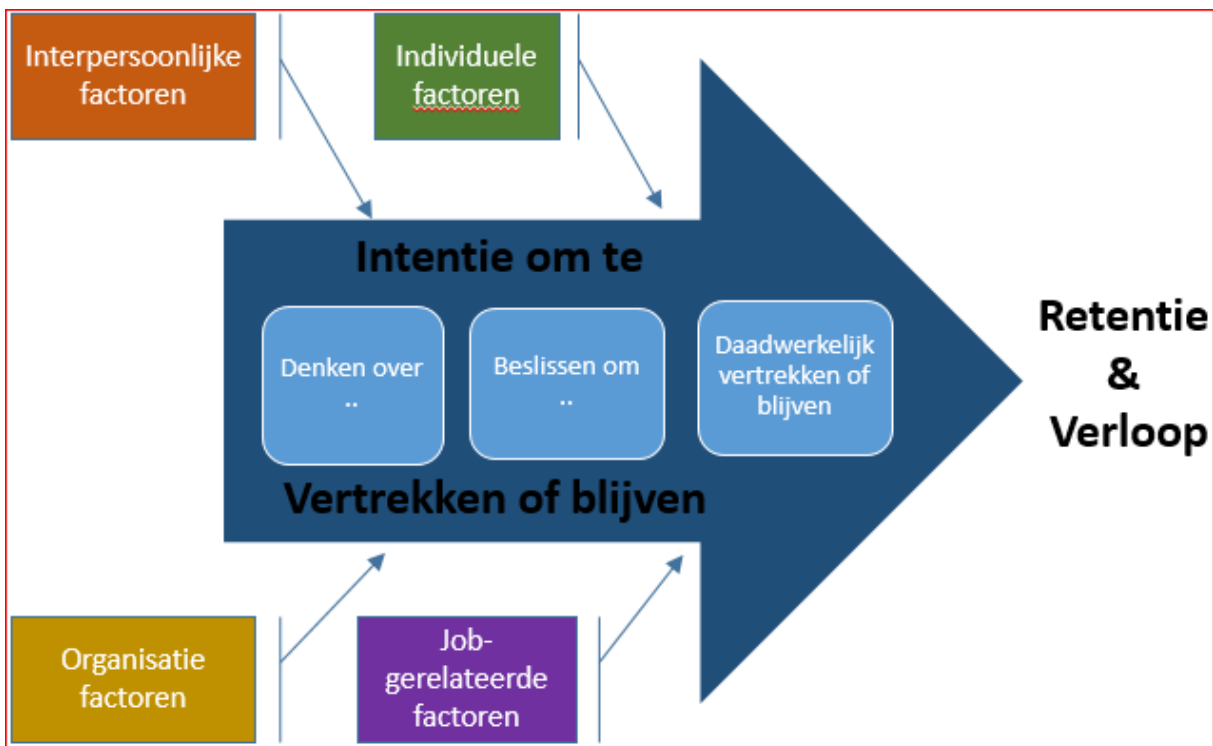 Interpersoonlijke
factoren
Individuele
factoren
Intentie om te
Denken over
..
Beslissen om
..
Daadwerkelijk
vertrekken of
blijven
Vertrekken of blijven
Retentie
&
Verloop
Organisatie
factoren
Job-
gerelateerde
factoren